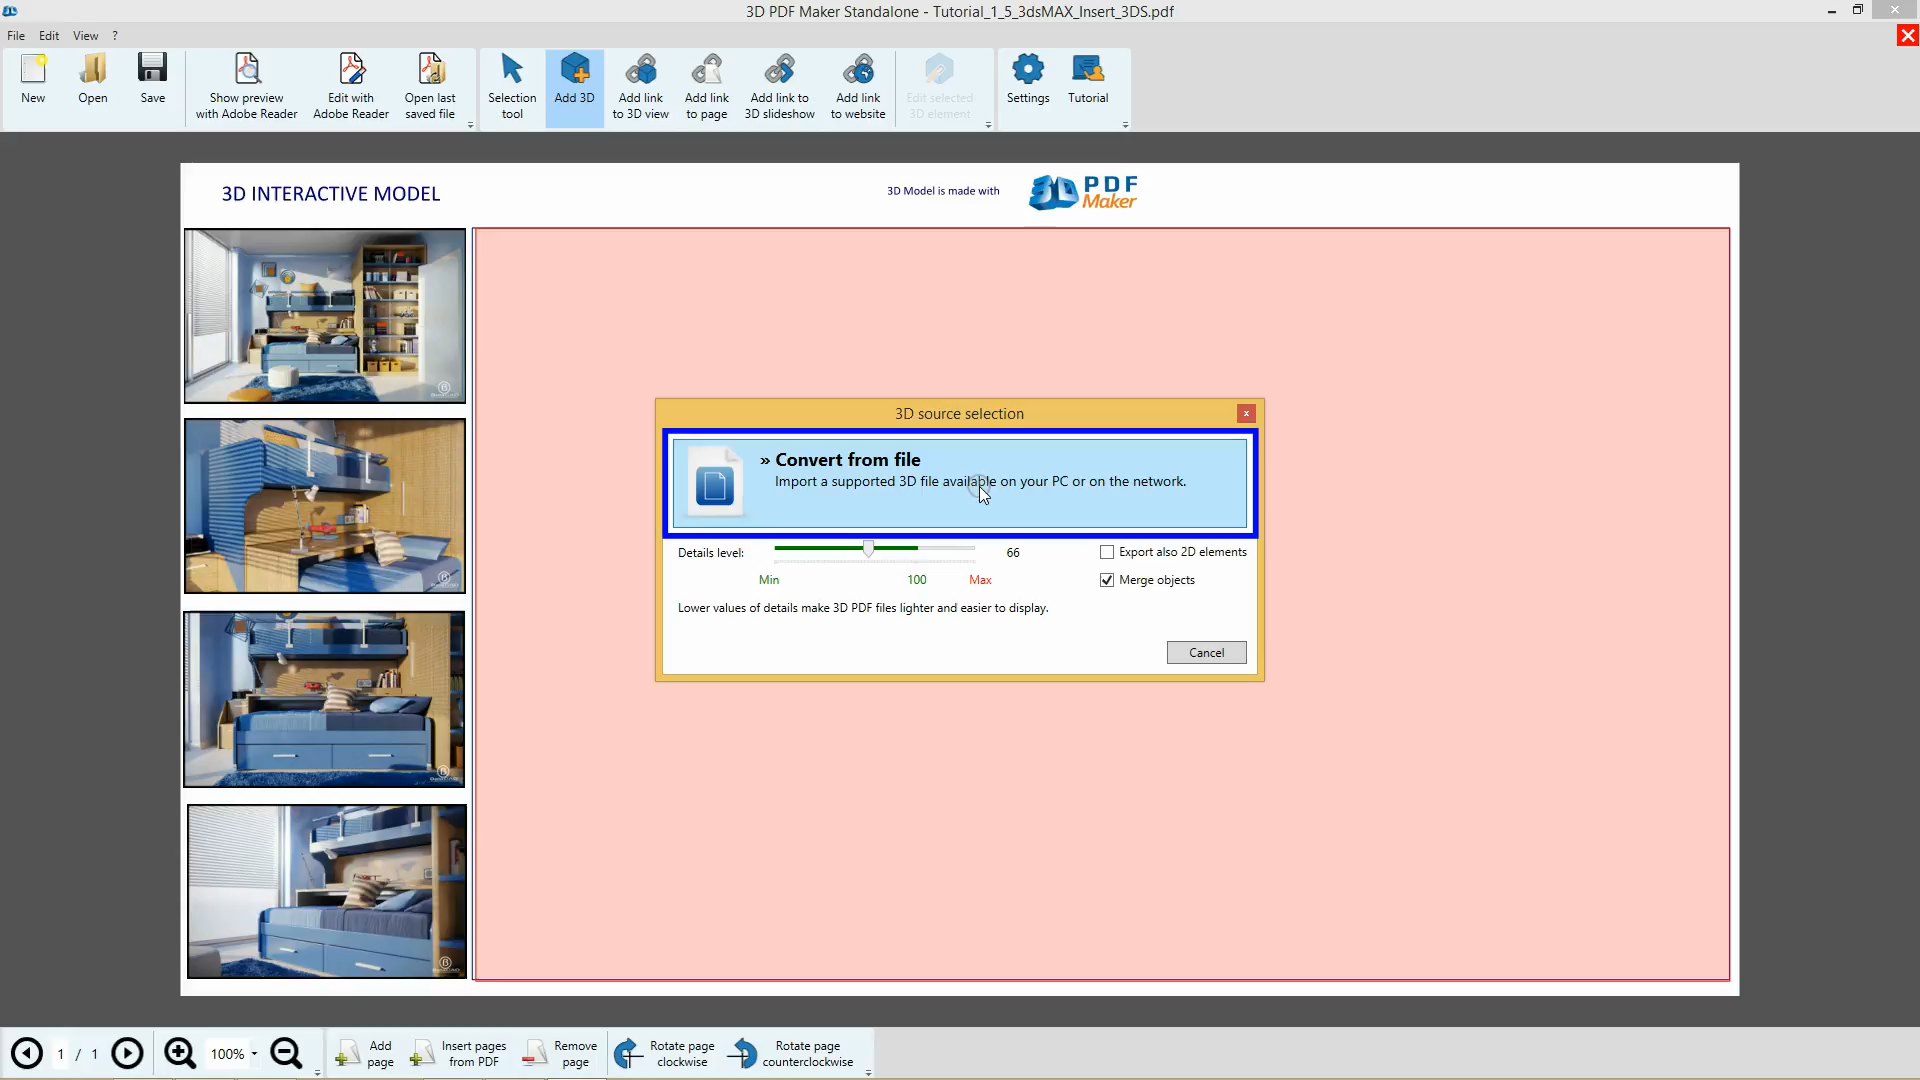 3D PDF Maker Standalone - Tutorial_1_5_3dsMAX_Insert_3DS.pdf
File Edit View ?
New
Open
Save
Show preview
with Adobe Reader
Edit with
Adobe Reader
Open last
saved file
Selection
tool
Add 3D
Add link
to 3D view
Add link
to page
Add link to
3D slideshow
Add link
to website
Edit selected
3D element
Settings
Tutorial
3D INTERACTIVE MODEL
3D Model is made with
3D PDF
Maker
3D source selection
» Convert from file
Import a supported 3D file available on your PC or on the network.
Details level:
66
Export also 2D elements
Min
100
Max
Merge objects
Lower values of details make 3D PDF files lighter and easier to display.
Cancel
1 / 1
100%
Add
page
Insert pages
from PDF
Remove
page
Rotate page
clockwise
Rotate page
counterclockwise